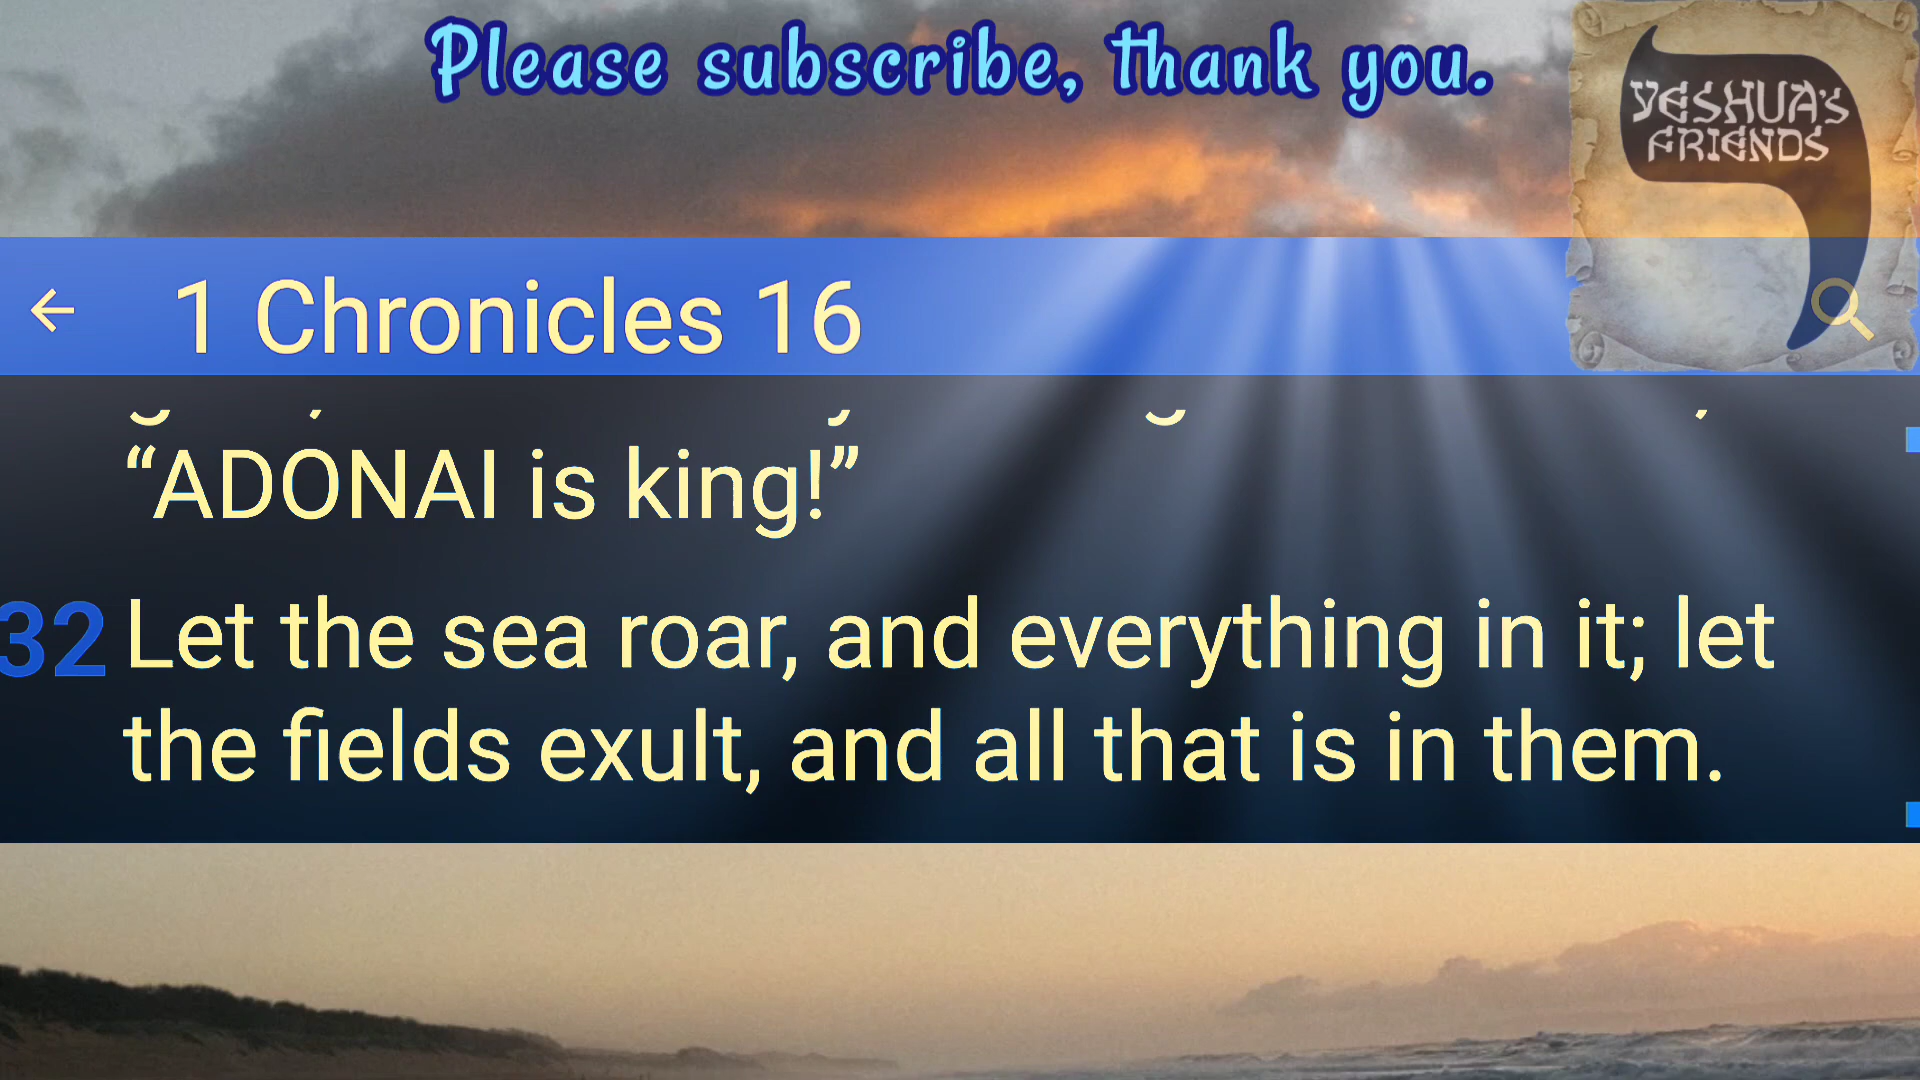 Please subscribe, thank you.
YESHUA'S
FRIENDS
1 Chronicles 16
“ADONAI is king!”
32 Let the sea roar, and everything in it; let
the fields exult, and all that is in them.